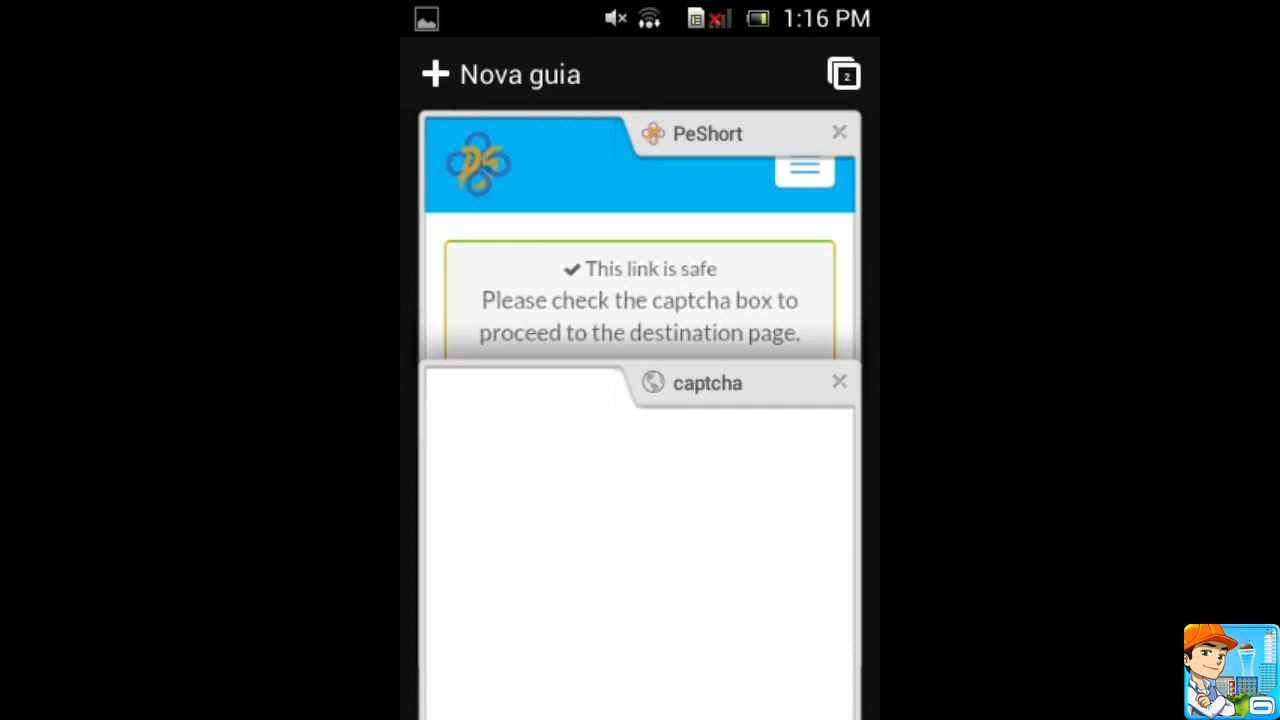 1:16 PM
Nova guia
2
PeShort
PS
This link is safe
Please check the captcha box to
proceed to the destination page.
captcha